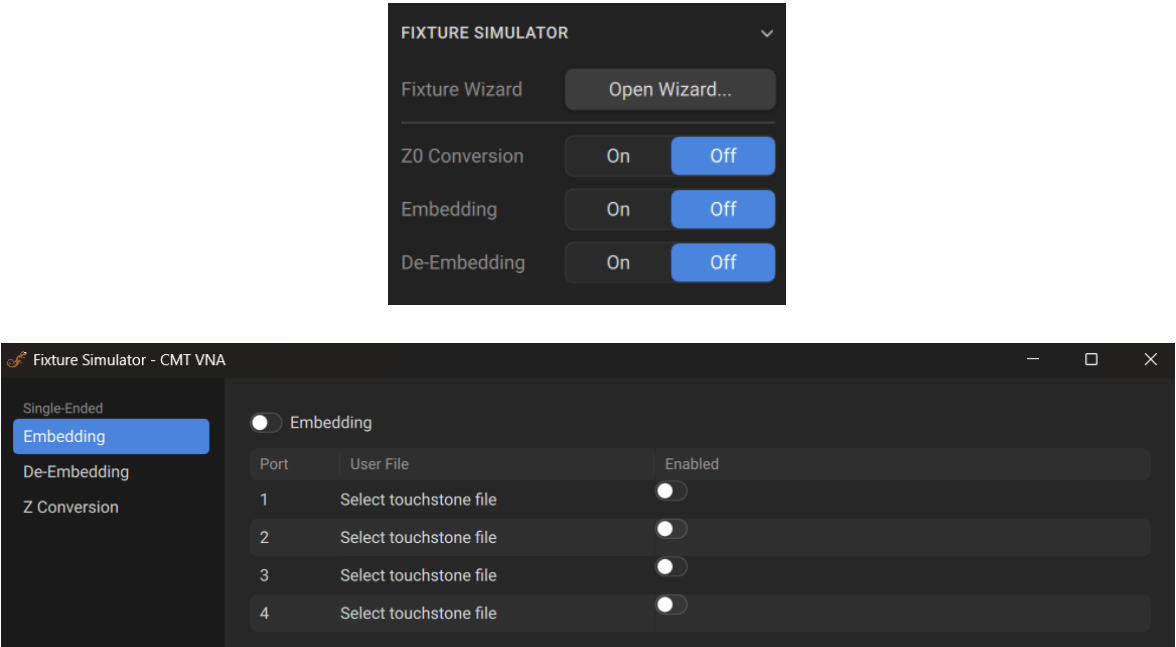 FIXTURE SIMULATOR
Fixture Wizard Open Wizard...
Z0 Conversion On Off
Embedding On Off
De-Embedding On Off
Fixture Simulator - CMT VNA
Single-Ended
Embedding
De-Embedding
Z Conversion
Embedding
Port User File Enabled
1 Select touchstone file
2 Select touchstone file
3 Select touchstone file
4 Select touchstone file